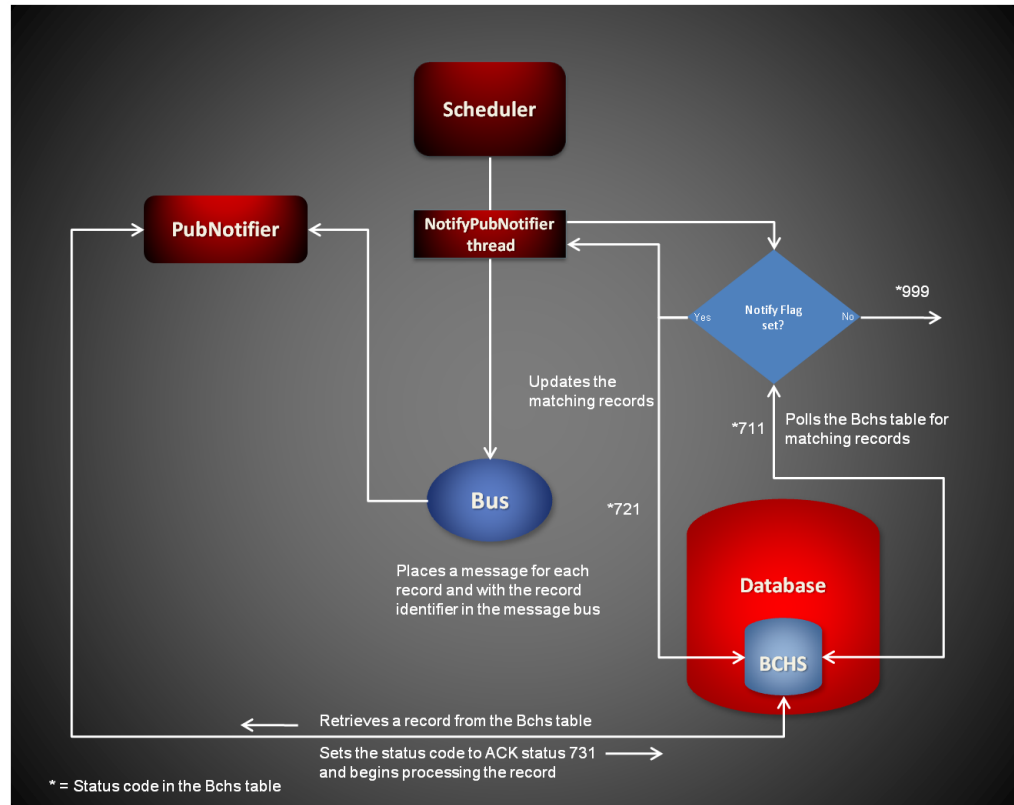 Scheduler
PubNotifier
NotifyPubNotifier
thread
*999
Notify Flag
set?
Yes
No
Updates the
matching records
*711
Polls the Bchs table for
matching records
Bus
*721
Places a message for each
record and with the record
identifier in the message bus
Database
BCHS
Retrieves a record from the Bchs table
Sets the status code to ACK status 731
and begins processing the record
* = Status code in the Bchs table